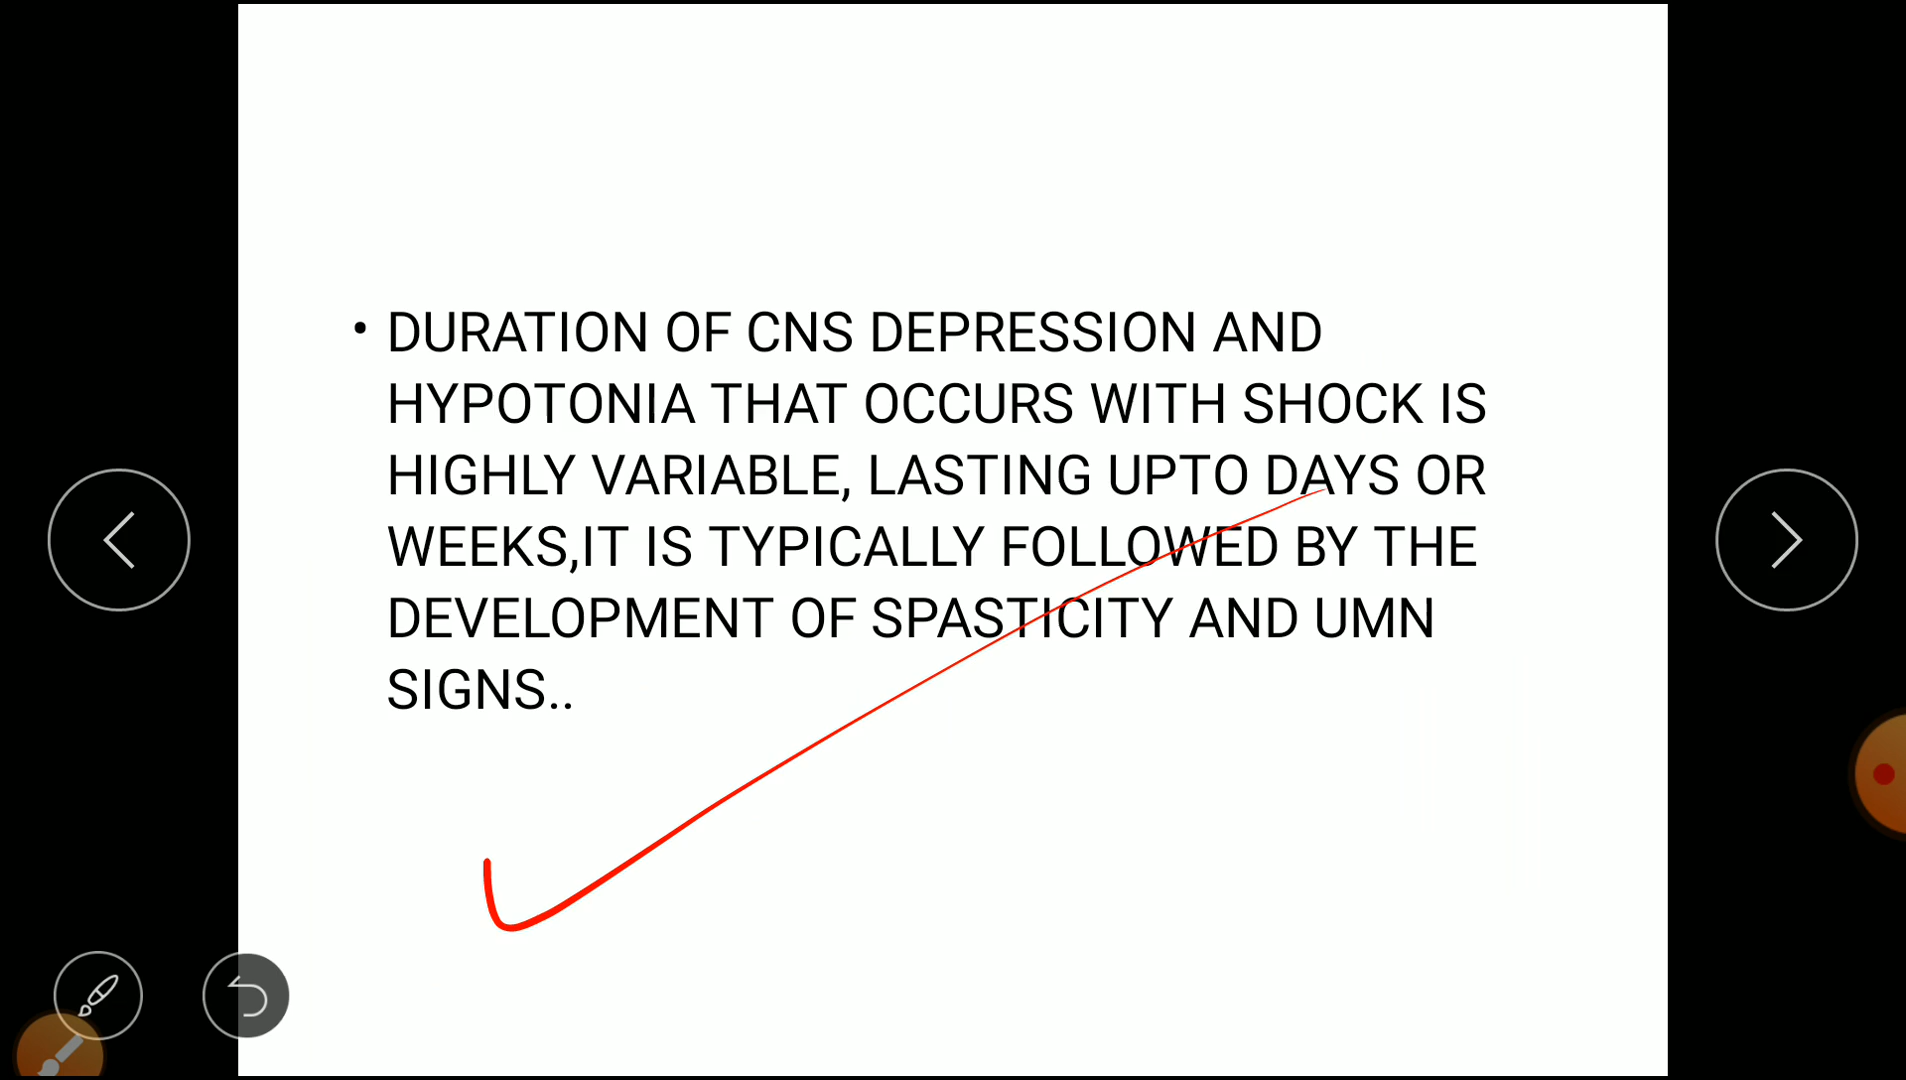 • DURATION OF CNS DEPRESSION AND
HYPOTONIA THAT OCCURS WITH SHOCK IS
HIGHLY VARIABLE, LASTING UPTO DAYS OR
WEEKS,IT IS TYPICALLY FOLLOWED BY THE
DEVELOPMENT OF SPASTICITY AND UMN
SIGNS..